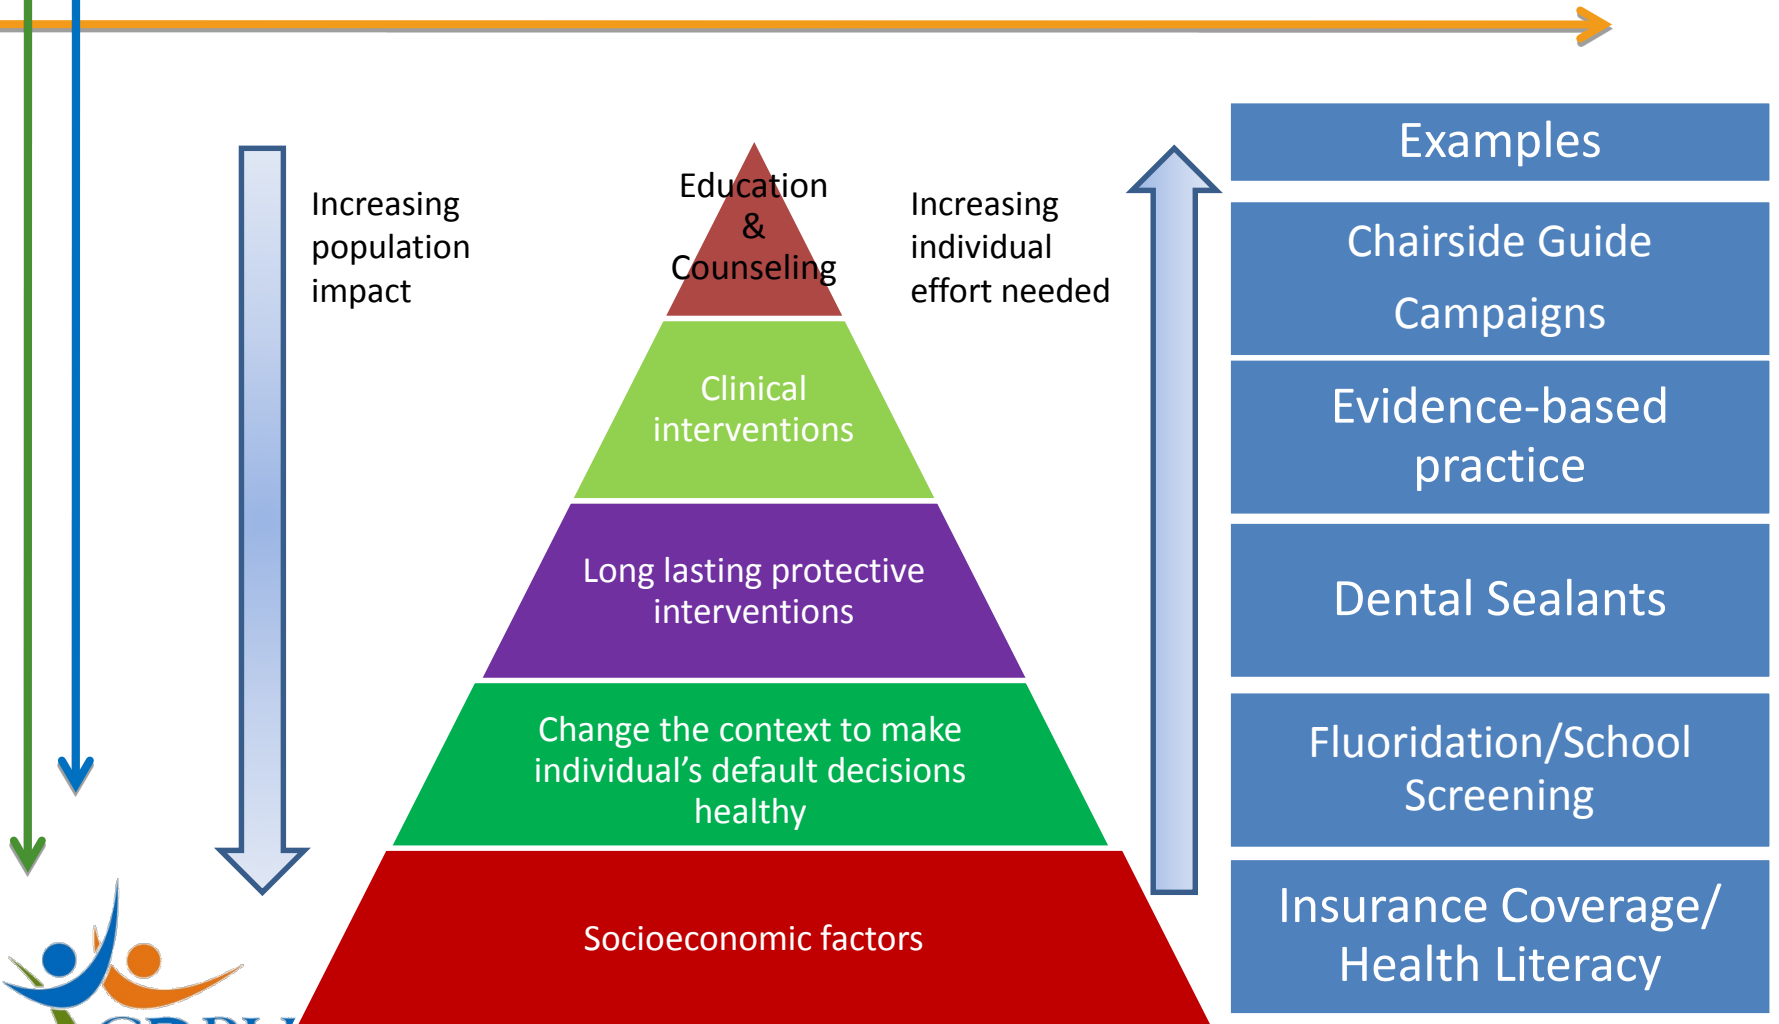 Increasing
population
impact
Education
&
Counseling
Increasing
individual
effort needed
Clinical
interventions
Long lasting protective
interventions
Change the context to make
individual’s default decisions
healthy
Socioeconomic factors
Examples
Chairside Guide
Campaigns
Evidence-based
practice
Dental Sealants
Fluoridation/School
Screening
Insurance Coverage/
Health Literacy